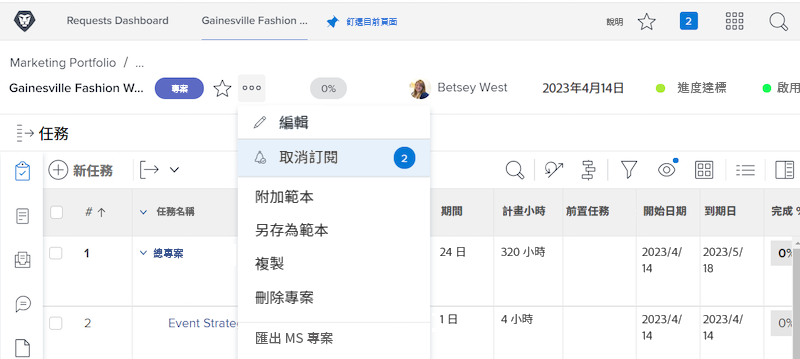 Requests Dashboard
Gainesville Fashion ...
釘選目前頁面
說明
2
Marketing Portfolio / ...
Gainesville Fashion W...
專案
0%
Betsey West
2023年4月14日
進度達標
啟用
任務
編輯
取消訂閱
2
附加範本
另存為範本
複製
刪除專案
匯出 MS 專案
新任務
# ↑
任務名稱
期間
計畫小時
前置任務
開始日期
到期日
完成 %
1
總專案
24 日
320 小時
2023/4/
14
2023/5/
18
0%
2
Event Strate
1 日
4 小時
2023/4/
14
2023/4/
14
0%